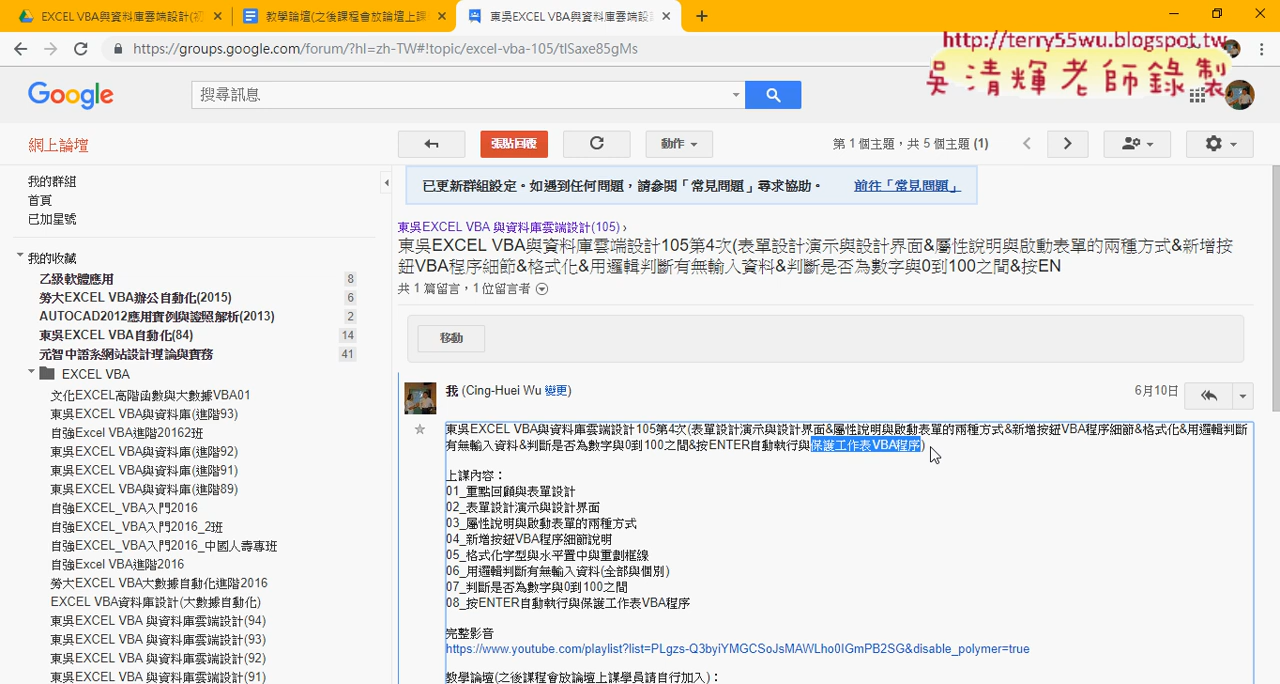 EXCEL VBA與資料庫雲端設計(初
教學論壇(之後課程會放論壇上課
東吳EXCEL VBA與資料庫雲端設
https://groups.google.com/forum/?hl=zh-TW#!topic/excel-vba-105/tISaxe85gMs
http://terry55wu.blogspot.tw
吳清輝老師錄製
Google
搜尋訊息
網上論壇
張貼回覆
動作
第 1 個主題，共 5 個主題 (1)
我的群組
首頁
已加星號
已更新群組設定。如遇到任何問題，請參閱「常見問題」尋求協助。 前往「常見問題」
東吳EXCEL VBA 與資料庫雲端設計(105) ›
東吳EXCEL VBA與資料庫雲端設計105第4次(表單設計演示與設計界面&屬性說明與啟動表單的兩種方式&新增按
鈕VBA程序細節&格式化&用邏輯判斷有無輸入資料&判斷是否為數字與0到100之間&按EN
共 1 篇留言，1 位留言者
移動
我的收藏
乙級軟體應用 8
勞大EXCEL VBA辦公自動化(2015) 6
AUTOCAD2012應用實例與證照解析(2013) 2
東吳EXCEL VBA自動化(84) 14
元智中語系網站設計理論與實務 41
EXCEL VBA
文化EXCEL高階函數與大數據VBA01
東吳EXCEL VBA與資料庫(進階93)
自強Excel VBA進階20162班
東吳EXCEL VBA與資料庫(進階92)
東吳EXCEL VBA與資料庫(進階91)
東吳EXCEL VBA與資料庫(進階89)
自強EXCEL_VBA入門2016
自強EXCEL_VBA入門2016_2班
自強EXCEL_VBA入門2016_中國人壽專班
自強Excel VBA進階2016
勞大EXCEL VBA大數據自動化進階2016
EXCEL VBA資料庫設計(大數據自動化)
東吳EXCEL VBA與資料庫雲端設計(94)
東吳EXCEL VBA與資料庫雲端設計(93)
東吳EXCEL VBA與資料庫雲端設計(92)
東吳EXCEL VBA與資料庫雲端設計(91)
我 (Cing-Huei Wu 變更)
6月10日
東吳EXCEL VBA與資料庫雲端設計105第4次(表單設計演示與設計界面&屬性說明與啟動表單的兩種方式&新增按鈕VBA程序細節&格式化&用邏輯判斷
有無輸入資料&判斷是否為數字與0到100之間&按ENTER自動執行與保護工作表VBA程序)
上課內容：
01_重點回顧與表單設計
02_表單設計演示與設計界面
03_屬性說明與啟動表單的兩種方式
04_新增按鈕VBA程序細節說明
05_格式化字型與水平置中與重劃框線
06_用邏輯判斷有無輸入資料(全部與個別)
07_判斷是否為數字與0到100之間
08_按ENTER自動執行與保護工作表VBA程序
完整影音
https://www.youtube.com/playlist?list=PLgzs-Q3byiYMGCSoJsMAWLho0IGmPB2SG&disable_polymer=true
教學論壇(之後課程會放論壇上課學員請自行加入)：